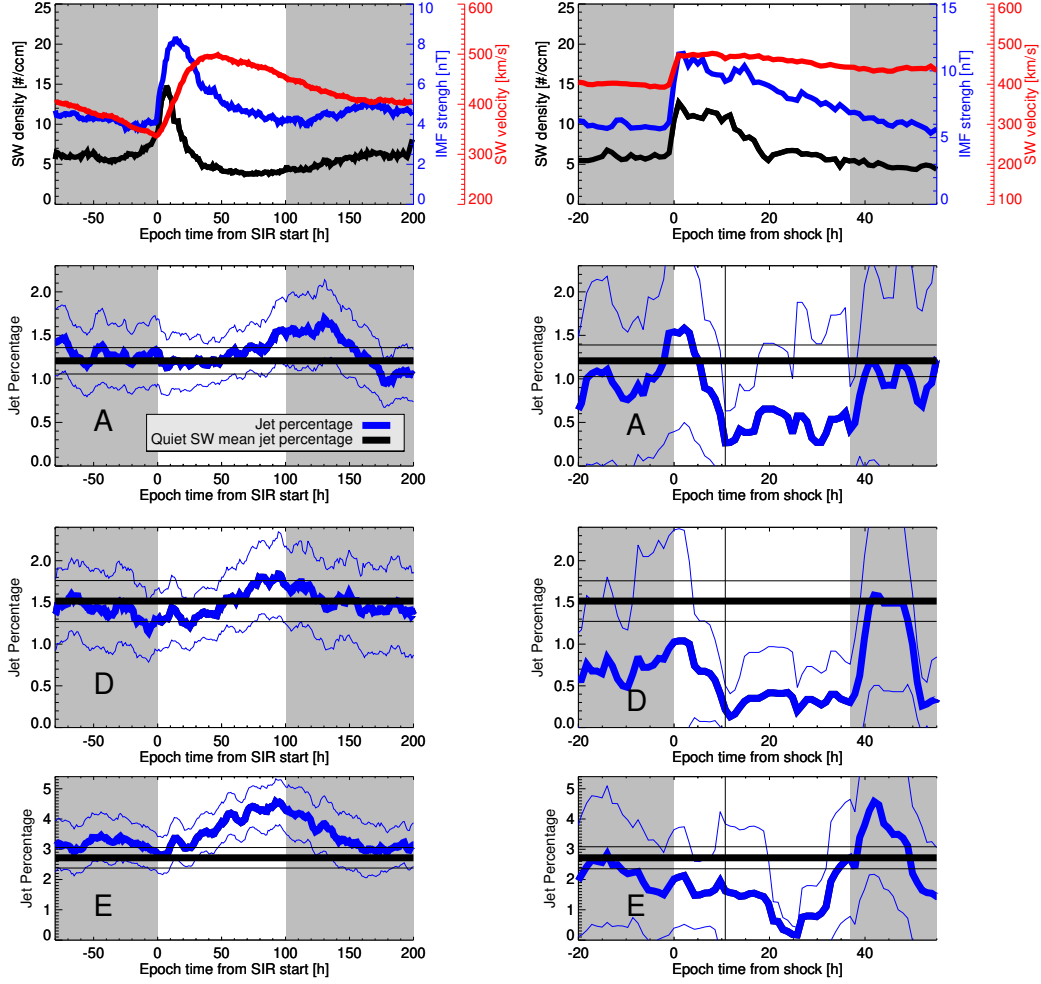 25
20
15
10
5
0
SW density [#/ccm]
10
8
6
4
2
0
IMF strengh [nT]
600
500
400
300
200
SW velocity [km/s]
-50 0 50 100 150 200
Epoch time from SIR start [h]
25
20
15
10
5
0
SW density [#/ccm]
15
10
5
0
IMF strengh [nT]
600
500
400
300
200
100
SW velocity [km/s]
-20 0 20 40
Epoch time from shock [h]
2.0
1.5
1.0
0.5
0.0
Jet Percentage
A
Jet percentage
Quiet SW mean jet percentage
-50 0 50 100 150 200
Epoch time from SIR start [h]
2.0
1.5
1.0
0.5
0.0
Jet Percentage
A
-20 0 20 40
Epoch time from shock [h]
2.0
1.5
1.0
0.5
0.0
Jet Percentage
D
-50 0 50 100 150 200
Epoch time from SIR start [h]
2.0
1.5
1.0
0.5
0.0
Jet Percentage
D
-20 0 20 40
Epoch time from shock [h]
5
4
3
2
1
0
Jet Percentage
E
-50 0 50 100 150 200
Epoch time from SIR start [h]
5
4
3
2
1
0
Jet Percentage
E
-20 0 20 40
Epoch time from shock [h]